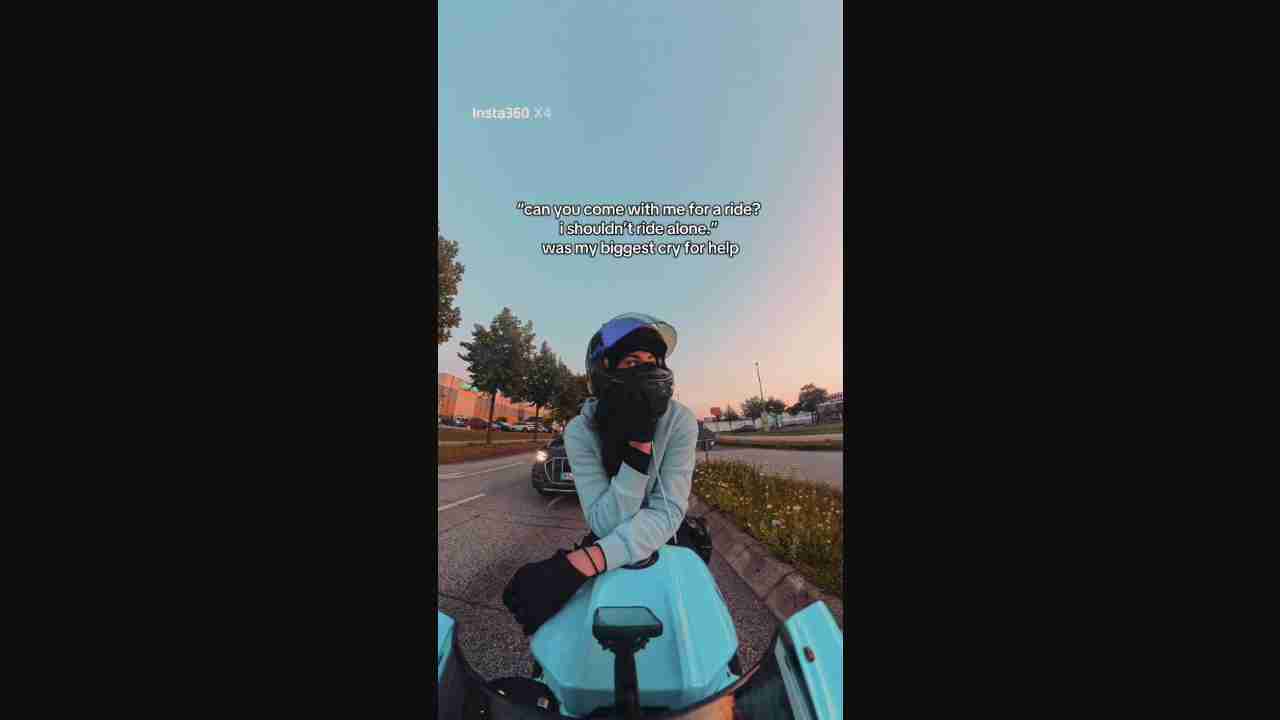 Insta360 X4
“can you come with me for a ride?
i shouldn’t ride alone.”
was my biggest cry for help